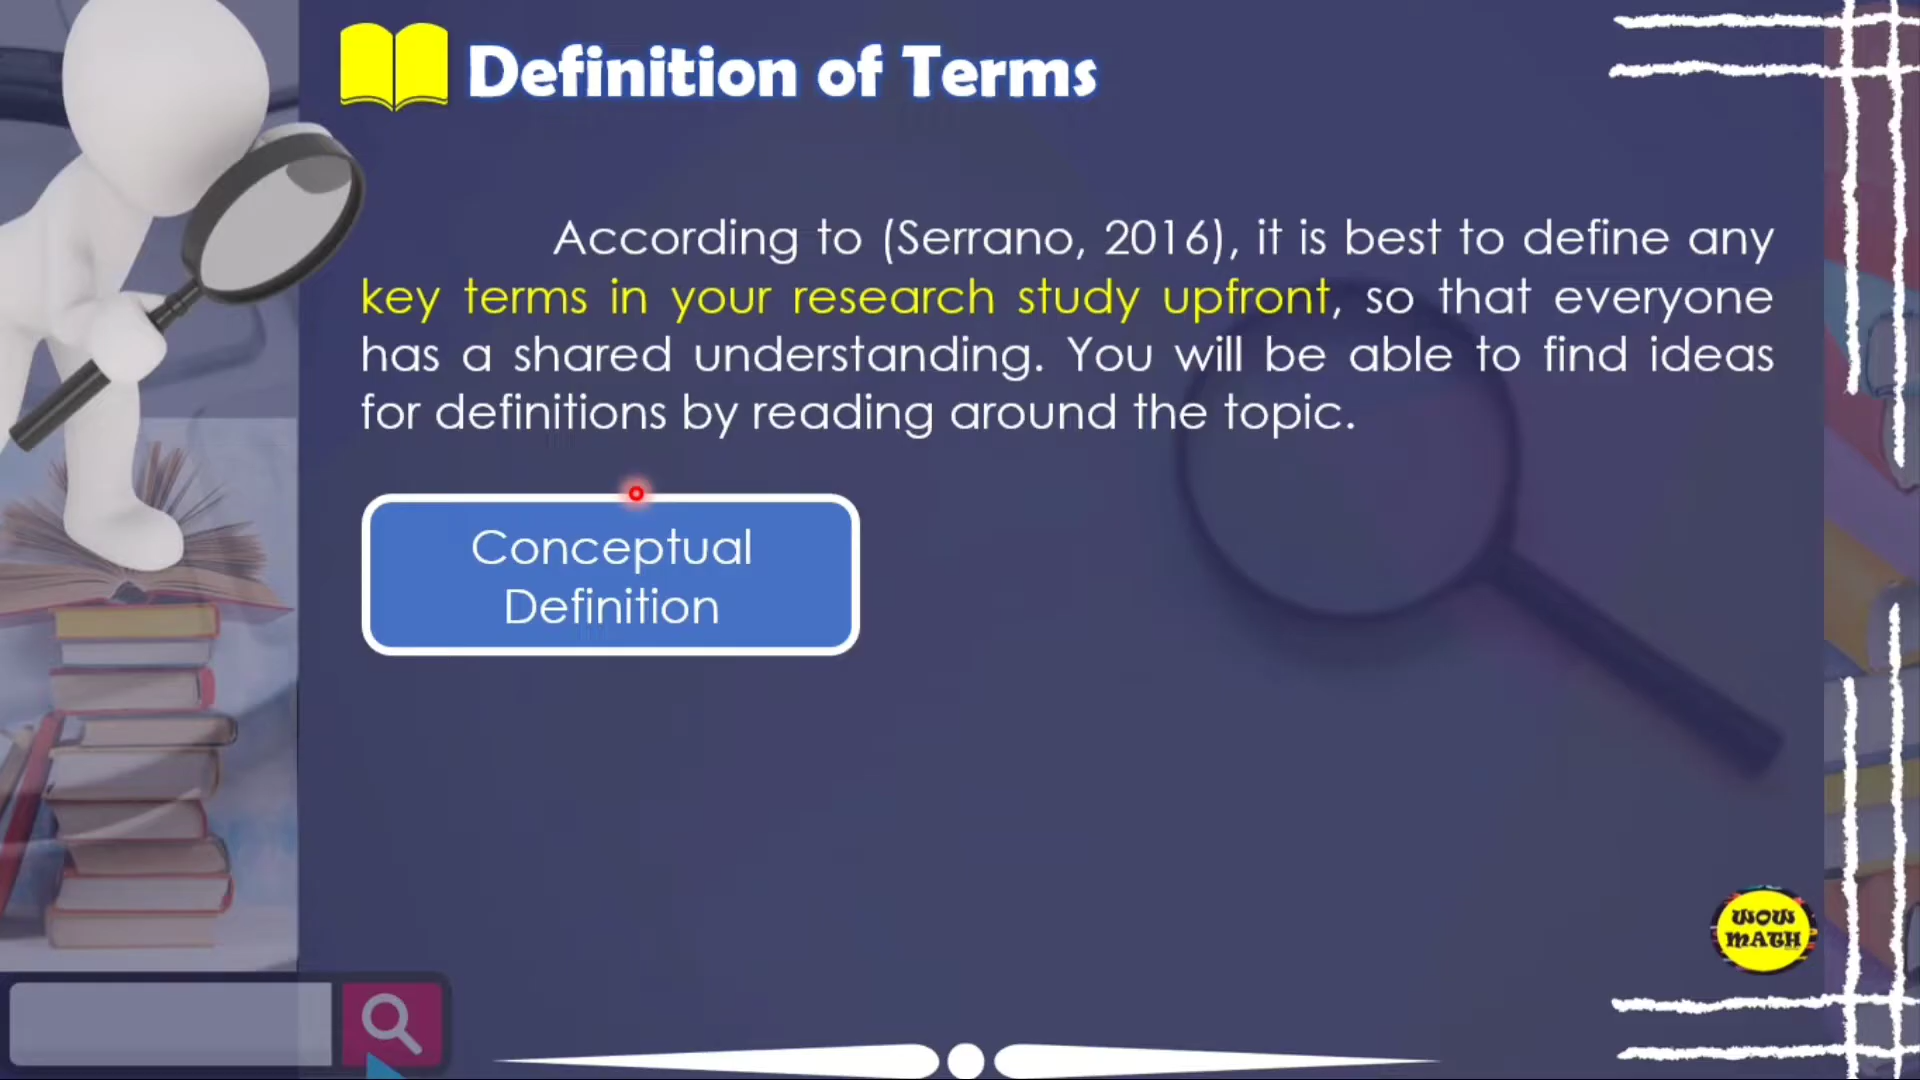 Definition of Terms
According to (Serrano, 2016), it is best to define any
key terms in your research study upfront, so that everyone
has a shared understanding. You will be able to find ideas
for definitions by reading around the topic.
Conceptual
Definition
WOW
MATH